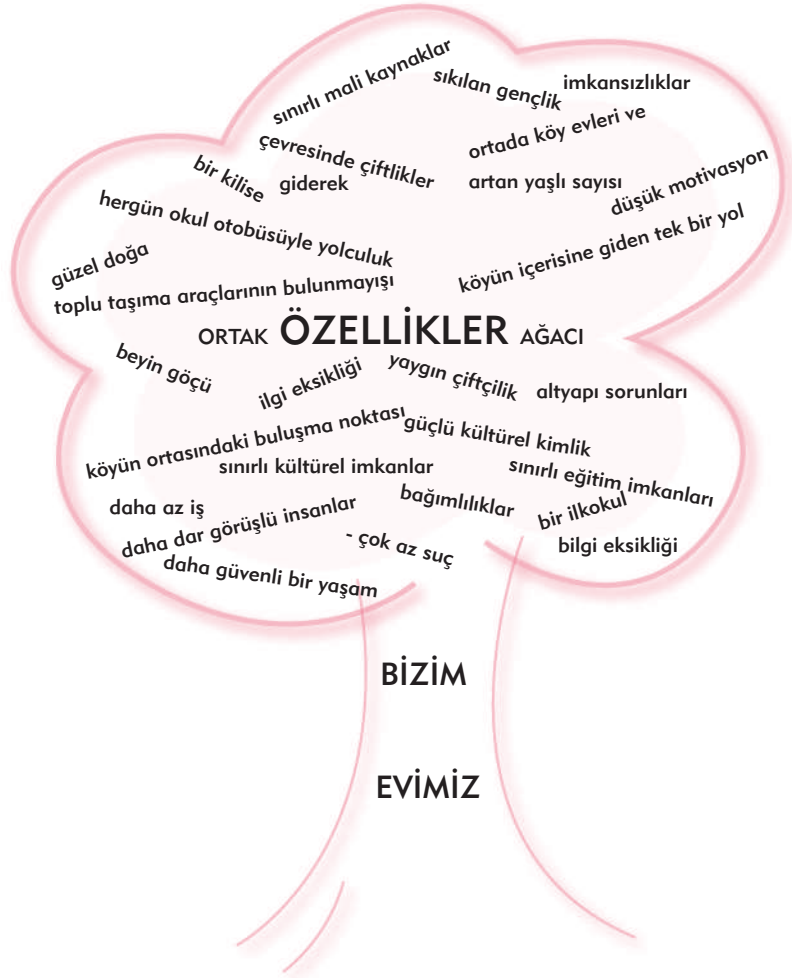 sınırlı mali kaynaklar
sıkılan gençlik
imkansızlıklar
ortada köy evleri ve
çevresinde çiftlikler
bir kilise
giderek
artan yaşlı sayısı
düşük motivasyon
hergün okul otobüsüyle yolculuk
köyün içerisine giden tek bir yol
güzel doğa
toplu taşıma araçlarının bulunmayışı
ORTAK ÖZELLİKLER AĞACI
beyin göçü
ilgi eksikliği
yaygın çiftçilik
altyapı sorunları
köyün ortasındaki buluşma noktası
güçlü kültürel kimlik
sınırlı kültürel imkanlar
sınırlı eğitim imkanları
daha az iş
bağımlılıklar
bir ilkokul
daha dar görüşlü insanlar
- çok az suç
bilgi eksikliği
daha güvenli bir yaşam
BİZİM
EVİMİZ